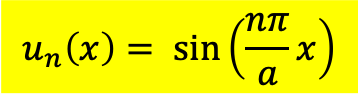 uₙ(x) = sin(nπ/a x)